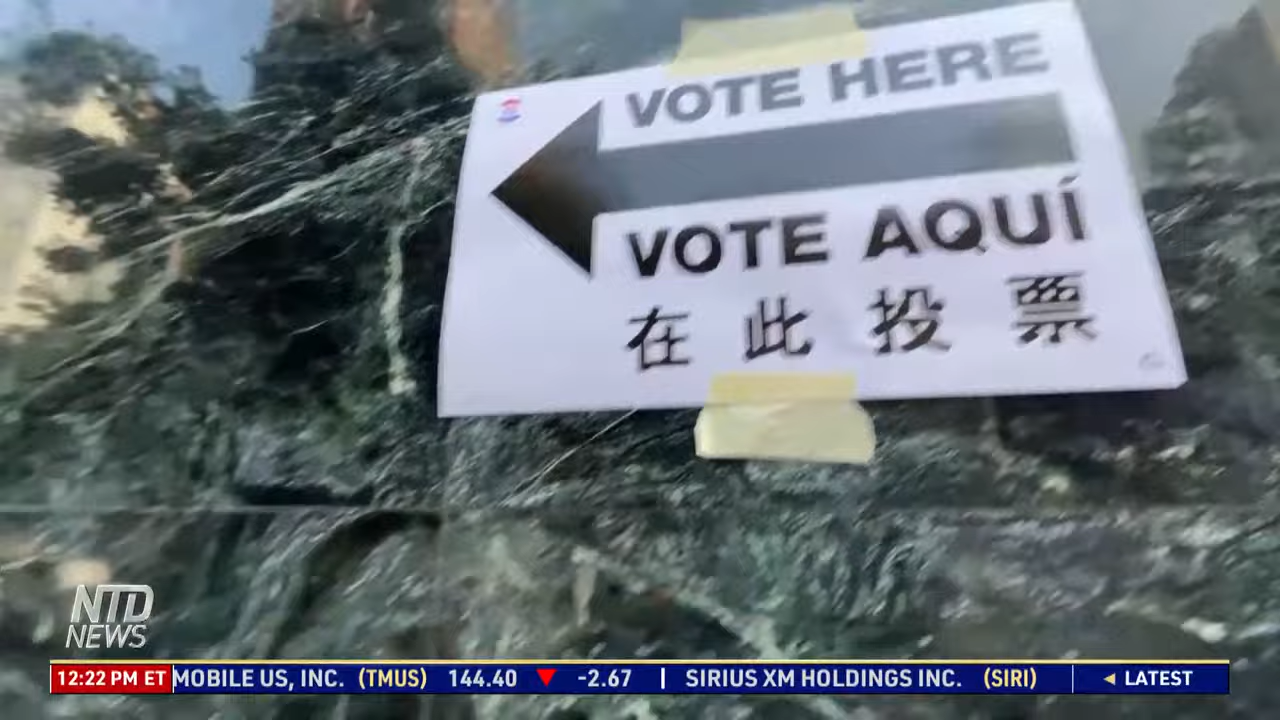 VOTE HERE
VOTE AQUÍ
在此投票
NTD
NEWS
12:22 PM ET MOBILE US, INC. (TMUS) 144.40 ▼ -2.67 | SIRIUS XM HOLDINGS INC. (SIRI) ◄ LATEST